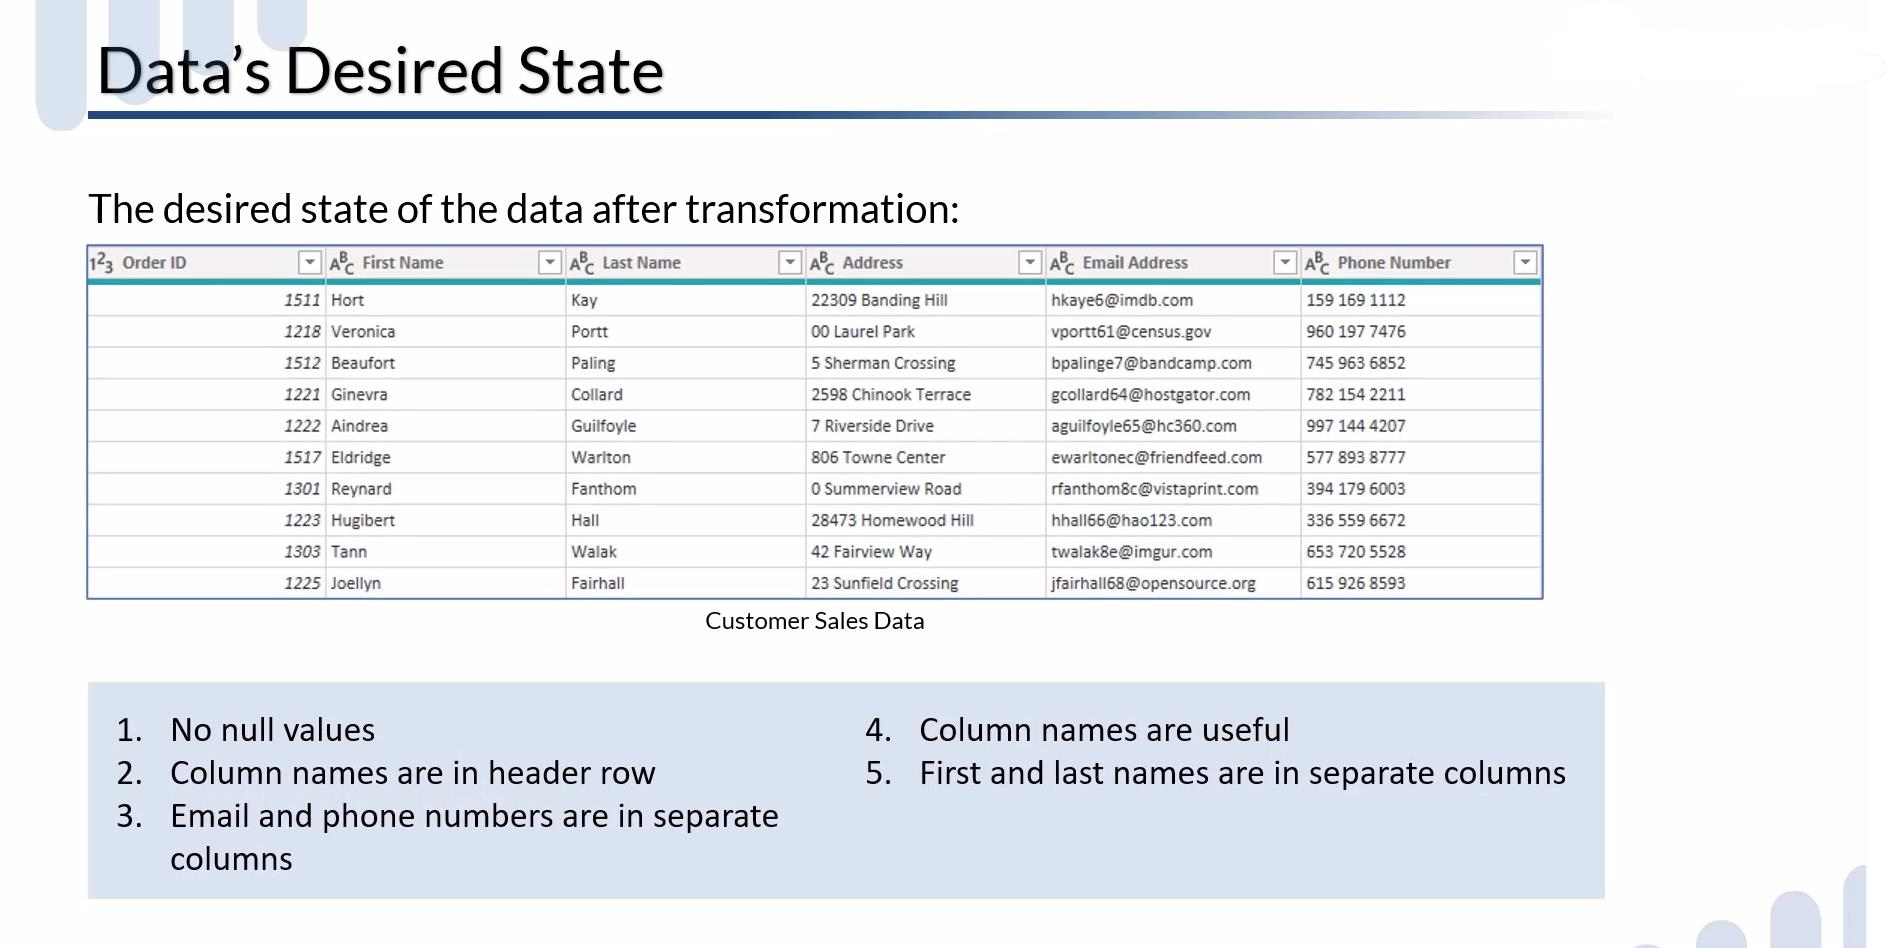 Data’s Desired State
The desired state of the data after transformation:
1²3 Order ID ABC First Name ABC Last Name ABC Address ABC Email Address ABC Phone Number
1511 Hort Kay 22309 Banding Hill hkaye6@imdb.com 159 169 1112
1218 Veronica Portt 00 Laurel Park vportt61@census.gov 960 197 7476
1512 Beaufort Paling 5 Sherman Crossing bpalinge7@bandcamp.com 745 963 6852
1221 Ginevra Collard 2598 Chinook Terrace gcollard64@hostgator.com 782 154 2211
1222 Aindrea Guilfoyle 7 Riverside Drive aguilfoyle65@hc360.com 997 144 4207
1517 Eldridge Warlton 806 Towne Center ewarltonec@friendfeed.com 577 893 8777
1301 Reynard Fanthom 0 Summerview Road rfanthom8c@vistaprint.com 394 179 6003
1223 Hugibert Hall 28473 Homewood Hill hhall66@hao123.com 336 559 6672
1303 Tann Walak 42 Fairview Way twalak8e@imgur.com 653 720 5528
1225 Joellyn Fairhall 23 Sunfield Crossing jfairhall68@opensource.org 615 926 8593
Customer Sales Data
1. No null values
2. Column names are in header row
3. Email and phone numbers are in separate
columns
4. Column names are useful
5. First and last names are in separate columns